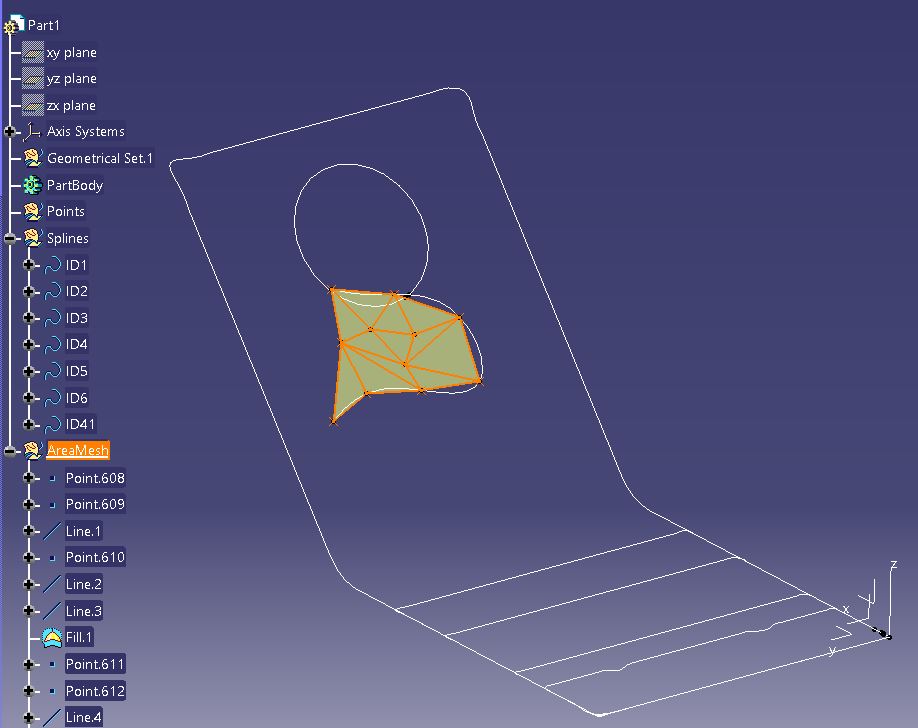 Part1
xy plane
yz plane
zx plane
Axis Systems
Geometrical Set.1
PartBody
Points
Splines
ID1
ID2
ID3
ID4
ID5
ID6
ID41
AreaMesh
Point.608
Point.609
Line.1
Point.610
Line.2
Line.3
Fill.1
Point.611
Point.612
Line.4
z
x
y